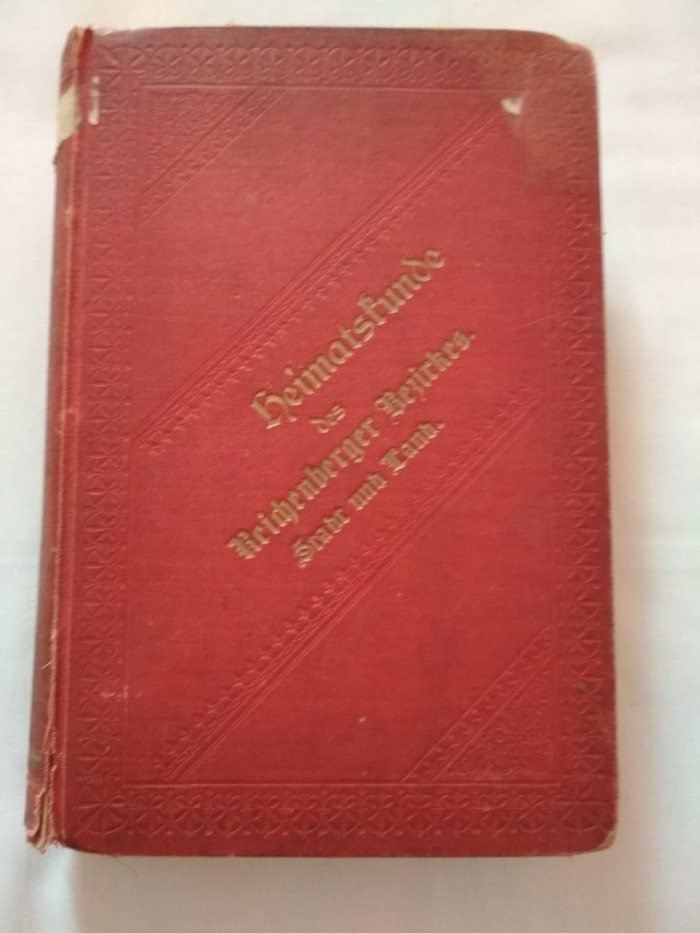 Heimatskunde
des
Reichenberger Bezirkes.
Stadt und Land.